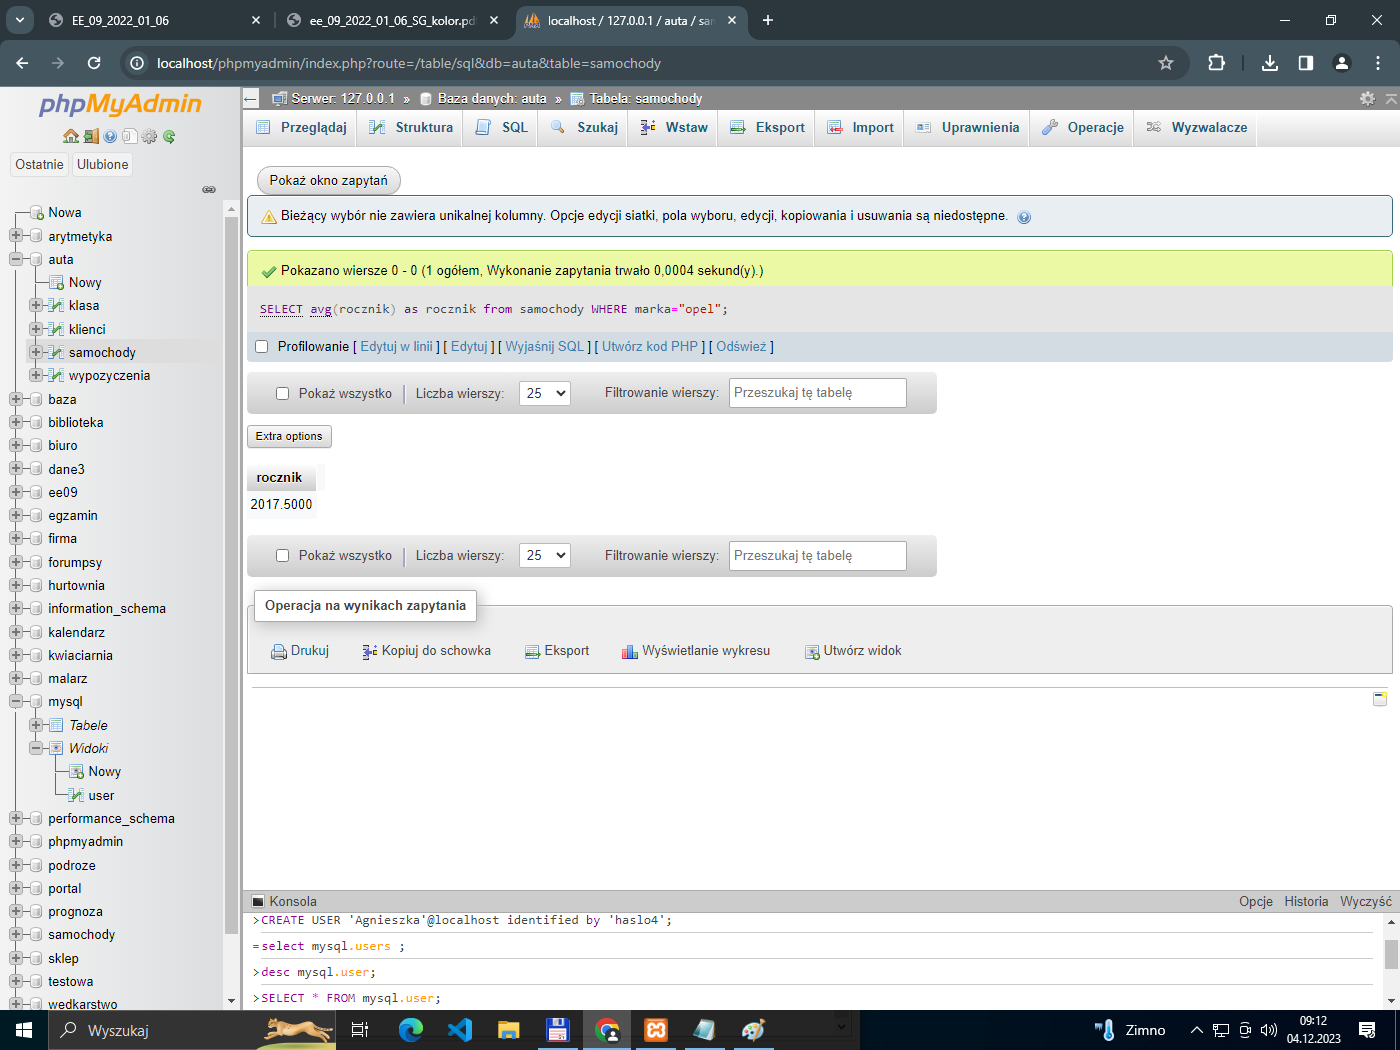 EE_09_2022_01_06
ee_09_2022_01_06_SG_kolor.pd
localhost / 127.0.0.1 / auta / sam
localhost/phpmyadmin/index.php?route=/table/sql&db=auta&table=samochody
phpMyAdmin
Ostatnie Ulubione
Nowa
arytmetyka
auta
Nowy
klasa
klienci
samochody
wypozyczenia
baza
biblioteka
biuro
dane3
ee09
egzamin
firma
forumpsy
hurtownia
information_schema
kalendarz
kwiaciarnia
malarz
mysql
Tabele
Widoki
Nowy
user
performance_schema
phpmyadmin
podroze
portal
prognoza
samochody
sklep
testowa
wedkarstwo
Serwer: 127.0.0.1 » Baza danych: auta » Tabela: samochody
Przeglądaj Struktura SQL Szukaj Wstaw Eksport Import Uprawnienia Operacje Wyzwalacze
Pokaż okno zapytań
Bieżący wybór nie zawiera unikalnej kolumny. Opcje edycji siatki, pola wyboru, edycji, kopiowania i usuwania są niedostępne.
Pokazano wiersze 0 - 0 (1 ogółem, Wykonanie zapytania trwało 0,0004 sekund(y).)
SELECT avg(rocznik) as rocznik from samochody WHERE marka="opel";
Profilowanie [ Edytuj w linii ] [ Edytuj ] [ Wyjaśnij SQL ] [ Utwórz kod PHP ] [ Odśwież ]
Pokaż wszystko Liczba wierszy: 25 Filtrowanie wierszy: Przeszukaj tę tabelę
Extra options
rocznik
2017.5000
Pokaż wszystko Liczba wierszy: 25 Filtrowanie wierszy: Przeszukaj tę tabelę
Operacja na wynikach zapytania
Drukuj Kopiuj do schowka Eksport Wyświetlanie wykresu Utwórz widok
Konsola Opcje Historia Wyczyść
>CREATE USER 'Agnieszka'@localhost identified by 'haslo4';
=select mysql.users ;
>desc mysql.user;
>SELECT * FROM mysql.user;
Wyszukaj
Zimno
09:12
04.12.2023